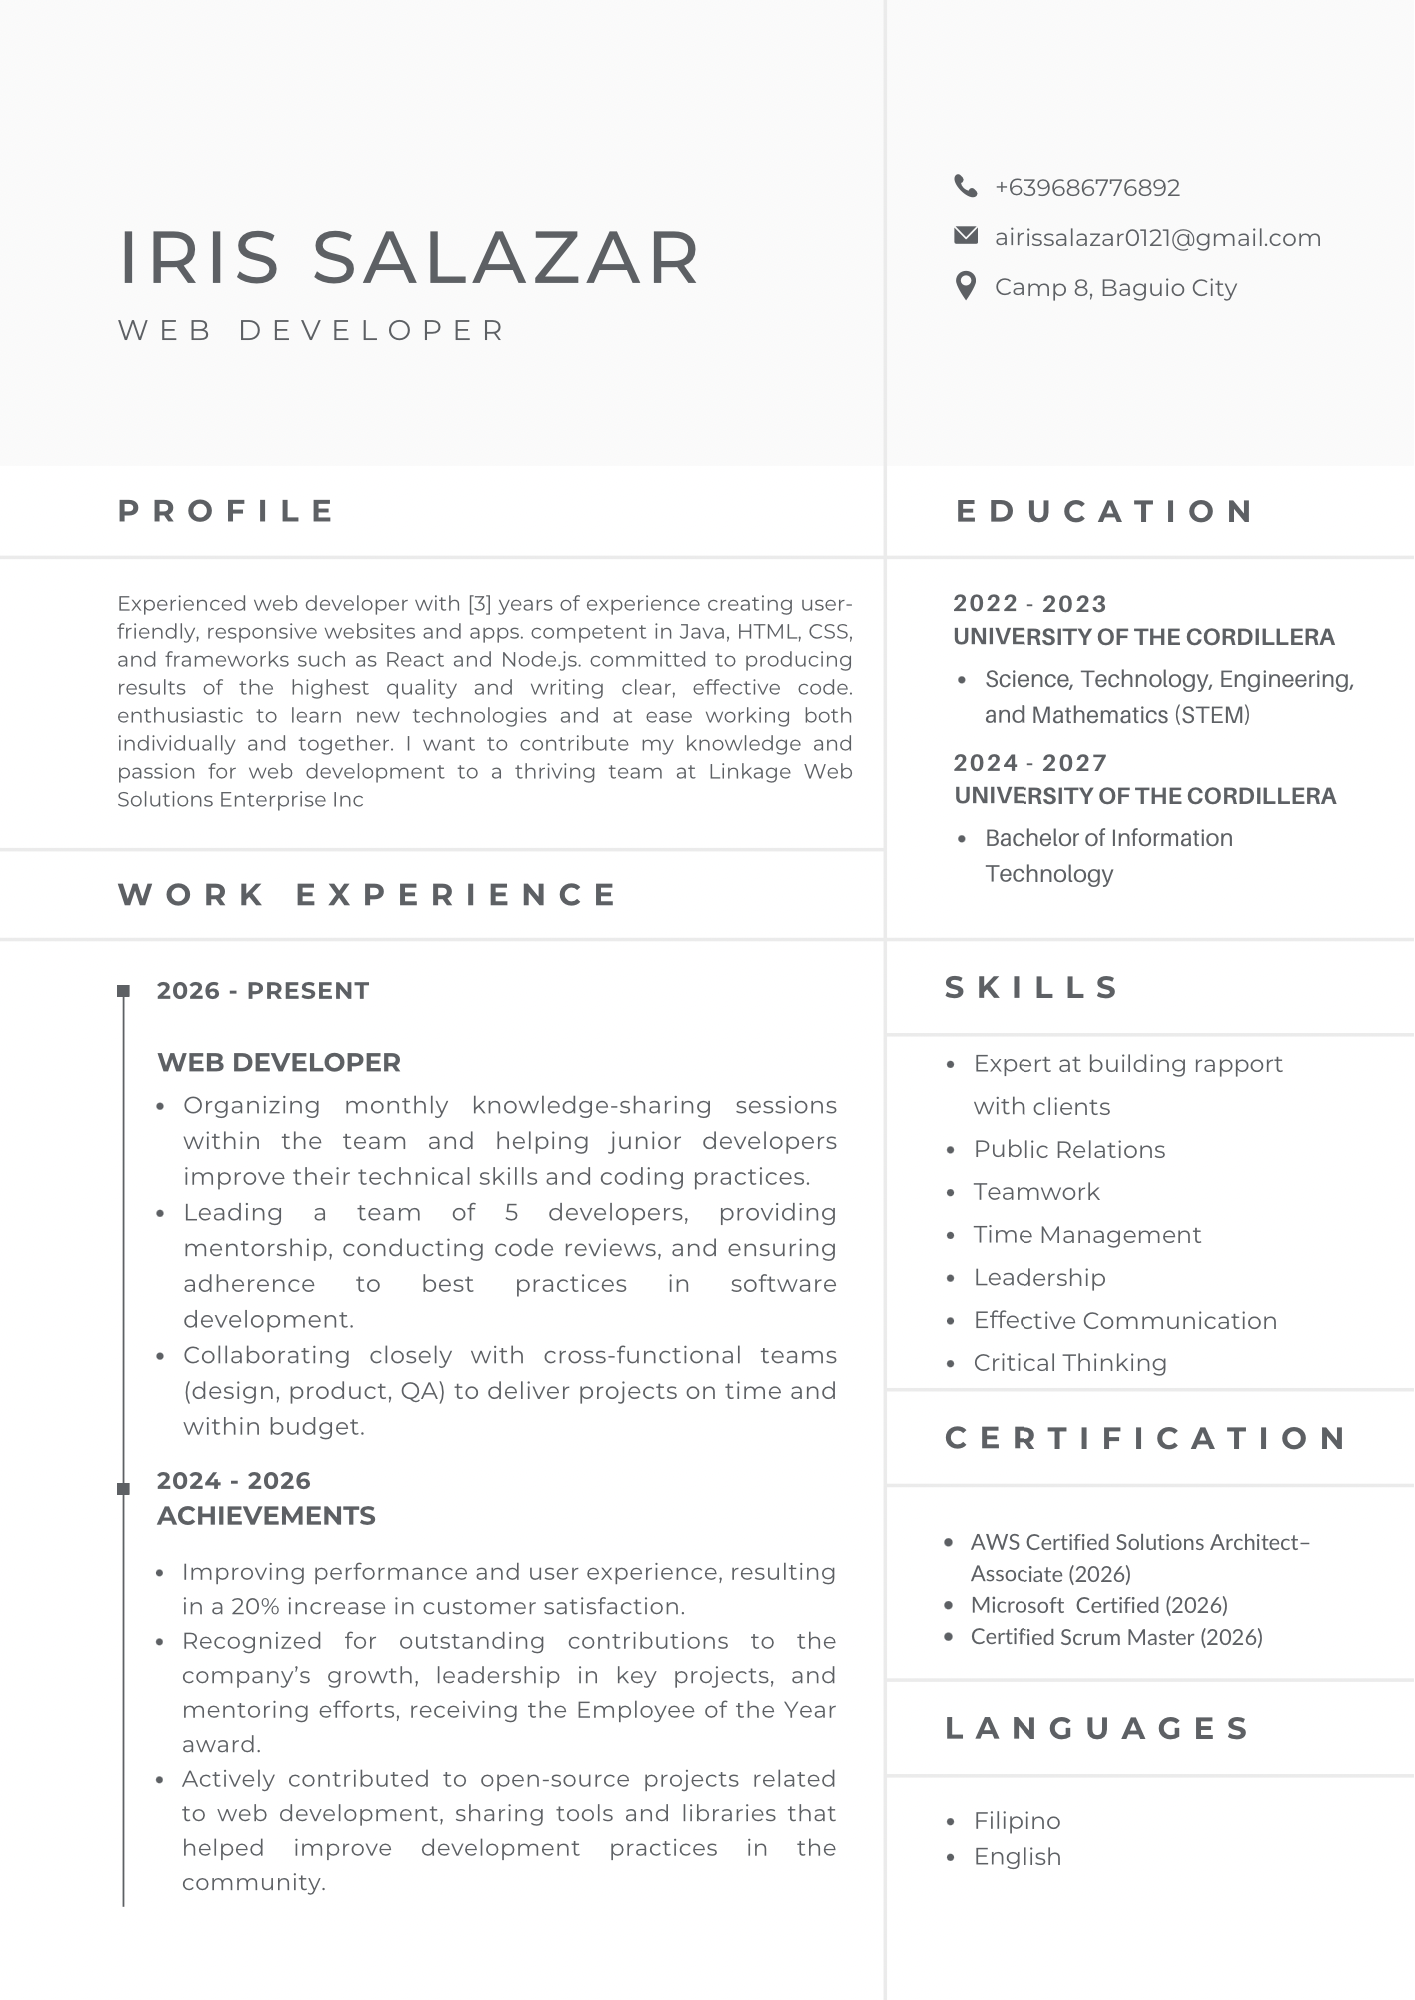 IRIS SALAZAR
WEB DEVELOPER
+639686776892
airissalazar0121@gmail.com
Camp 8, Baguio City
PROFILE
Experienced web developer with [3] years of experience creating user-
friendly, responsive websites and apps. competent in Java, HTML, CSS,
and frameworks such as React and Node.js. committed to producing
results of the highest quality and writing clear, effective code.
enthusiastic to learn new technologies and at ease working both
individually and together. I want to contribute my knowledge and
passion for web development to a thriving team at Linkage Web
Solutions Enterprise Inc
WORK EXPERIENCE
2026 - PRESENT
WEB DEVELOPER
• Organizing monthly knowledge-sharing sessions
within the team and helping junior developers
improve their technical skills and coding practices.
• Leading a team of 5 developers, providing
mentorship, conducting code reviews, and ensuring
adherence to best practices in software
development.
• Collaborating closely with cross-functional teams
(design, product, QA) to deliver projects on time and
within budget.
2024 - 2026
ACHIEVEMENTS
• Improving performance and user experience, resulting
in a 20% increase in customer satisfaction.
• Recognized for outstanding contributions to the
company's growth, leadership in key projects, and
mentoring efforts, receiving the Employee of the Year
award.
• Actively contributed to open-source projects related
to web development, sharing tools and libraries that
helped improve development practices in the
community.
EDUCATION
2022 - 2023
UNIVERSITY OF THE CORDILLERA
• Science, Technology, Engineering,
and Mathematics (STEM)
2024 - 2027
UNIVERSITY OF THE CORDILLERA
• Bachelor of Information
Technology
SKILLS
• Expert at building rapport
with clients
• Public Relations
• Teamwork
• Time Management
• Leadership
• Effective Communication
• Critical Thinking
CERTIFICATION
• AWS Certified Solutions Architect–
Associate (2026)
• Microsoft Certified (2026)
• Certified Scrum Master (2026)
LANGUAGES
• Filipino
• English